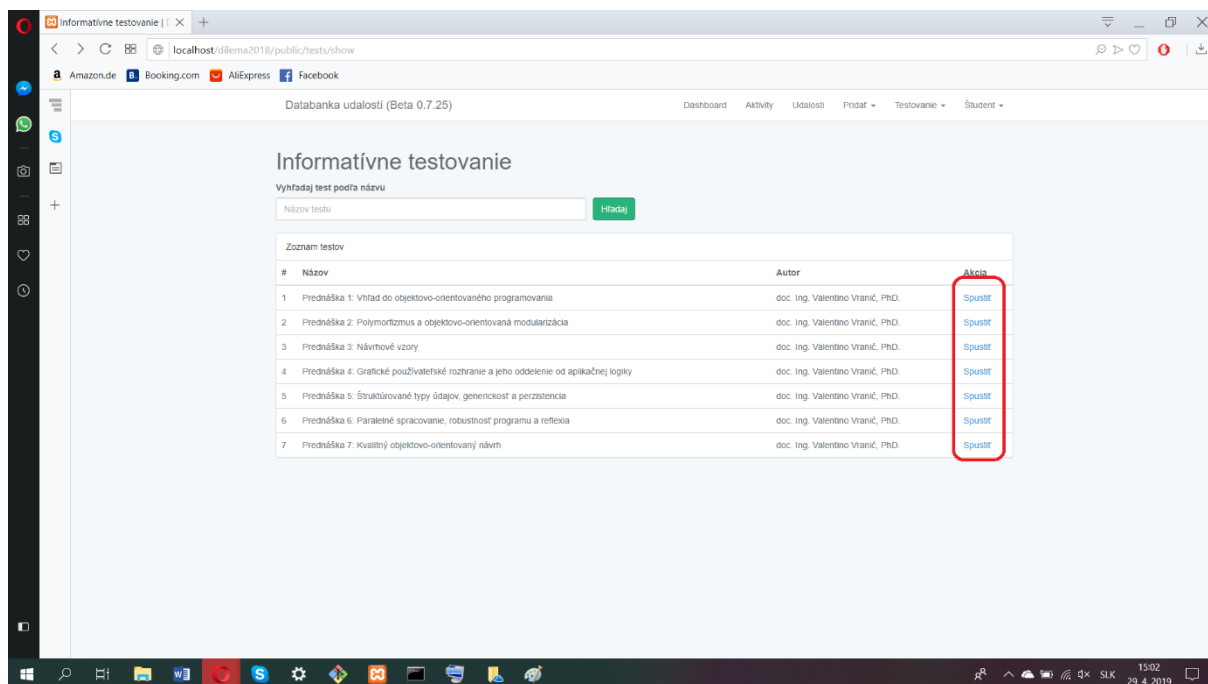 Informatívne testovanie | D
localhost/dilema2018/public/tests/show
Amazon.de Booking.com AliExpress Facebook
Databanka udalostí (Beta 0.7.25) Dashboard Aktivity Udalosti Pridať Testovanie Študent
Informatívne testovanie
Vyhľadaj test podľa názvu
Názov testu Hľadaj
Zoznam testov
# Názov Autor Akcia
1 Prednáška 1: Vhľad do objektovo-orientovaného programovania doc. Ing. Valentino Vranić, PhD. Spustiť
2 Prednáška 2: Polymorfizmus a objektovo-orientovaná modularizácia doc. Ing. Valentino Vranić, PhD. Spustiť
3 Prednáška 3: Návrhové vzory doc. Ing. Valentino Vranić, PhD. Spustiť
4 Prednáška 4: Grafické používateľské rozhranie a jeho oddelenie od aplikačnej logiky doc. Ing. Valentino Vranić, PhD. Spustiť
5 Prednáška 5: Štruktúrované typy údajov, generickosť a perzistencia doc. Ing. Valentino Vranić, PhD. Spustiť
6 Prednáška 6: Paralelné spracovanie, robustnosť programu a reflexia doc. Ing. Valentino Vranić, PhD. Spustiť
7 Prednáška 7: Kvalitný objektovo-orientovaný návrh doc. Ing. Valentino Vranić, PhD. Spustiť
SLK 15:02
29. 4. 2019